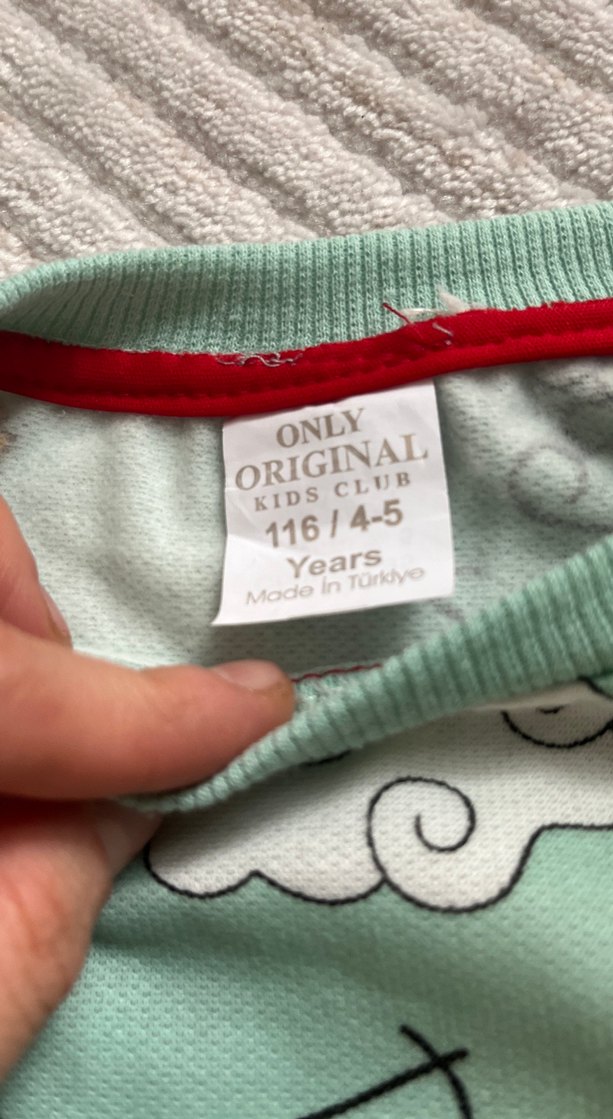 ONLY
ORIGINAL
KIDS CLUB
116 / 4-5
Years
Made İn Türkiye